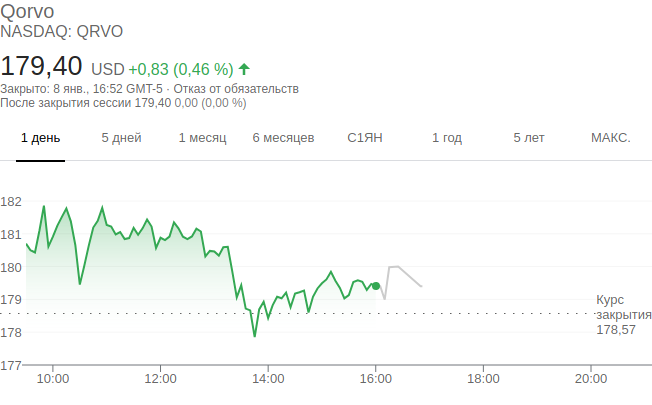 Qorvo
NASDAQ: QRVO
179,40 USD +0,83 (0,46 %)
Закрыто: 8 янв., 16:52 GMT-5 · Отказ от обязательств
После закрытия сессии 179,40 0,00 (0,00 %)
1 день 5 дней 1 месяц 6 месяцев С1ЯН 1 год 5 лет МАКС.
182
181
180
179
178
177
Курс
закрытия
178,57
10:00 12:00 14:00 16:00 18:00 20:00